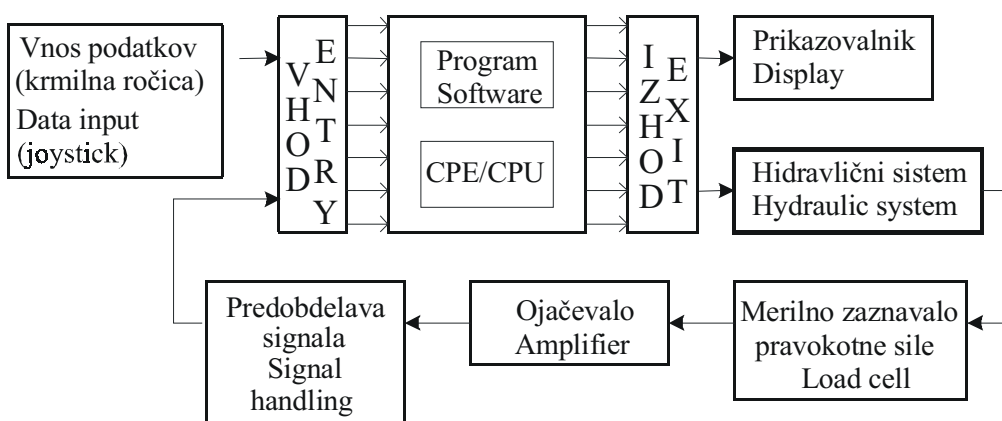 Vnos podatkov
(krmilna ročica)
Data input
(joystick)
VHOD
ENTRY
Program
Software
CPE/CPU
IZHOD
EXIT
Prikazovalnik
Display
Hidravlični sistem
Hydraulic system
Predobdelava
signala
Signal
handling
Ojačevalo
Amplifier
Merilno zaznavalo
pravokotne sile
Load cell